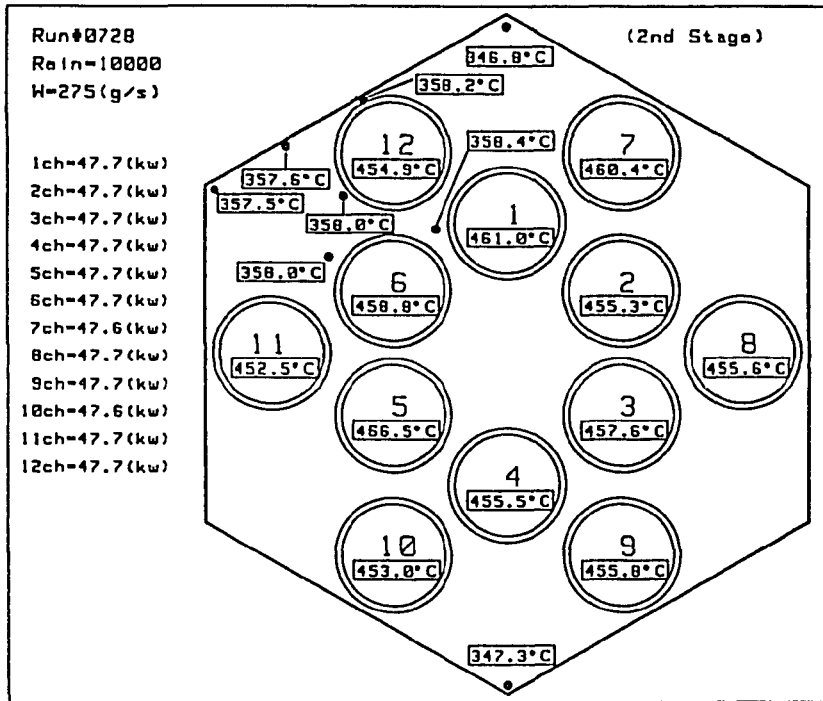 Run#0728
(2nd Stage)
Rein=10000
W=275(g/s)
346.8°C
358.2°C
12
454.9°C
358.4°C
7
460.4°C
1ch=47.7(kw)
2ch=47.7(kw)
3ch=47.7(kw)
4ch=47.7(kw)
5ch=47.7(kw)
6ch=47.7(kw)
7ch=47.6(kw)
8ch=47.7(kw)
9ch=47.7(kw)
10ch=47.6(kw)
11ch=47.7(kw)
12ch=47.7(kw)
357.6°C
357.5°C
358.0°C
1
461.0°C
358.0°C
6
458.8°C
2
455.3°C
11
452.5°C
8
455.6°C
5
466.5°C
3
457.6°C
4
455.5°C
10
453.0°C
9
455.8°C
347.3°C